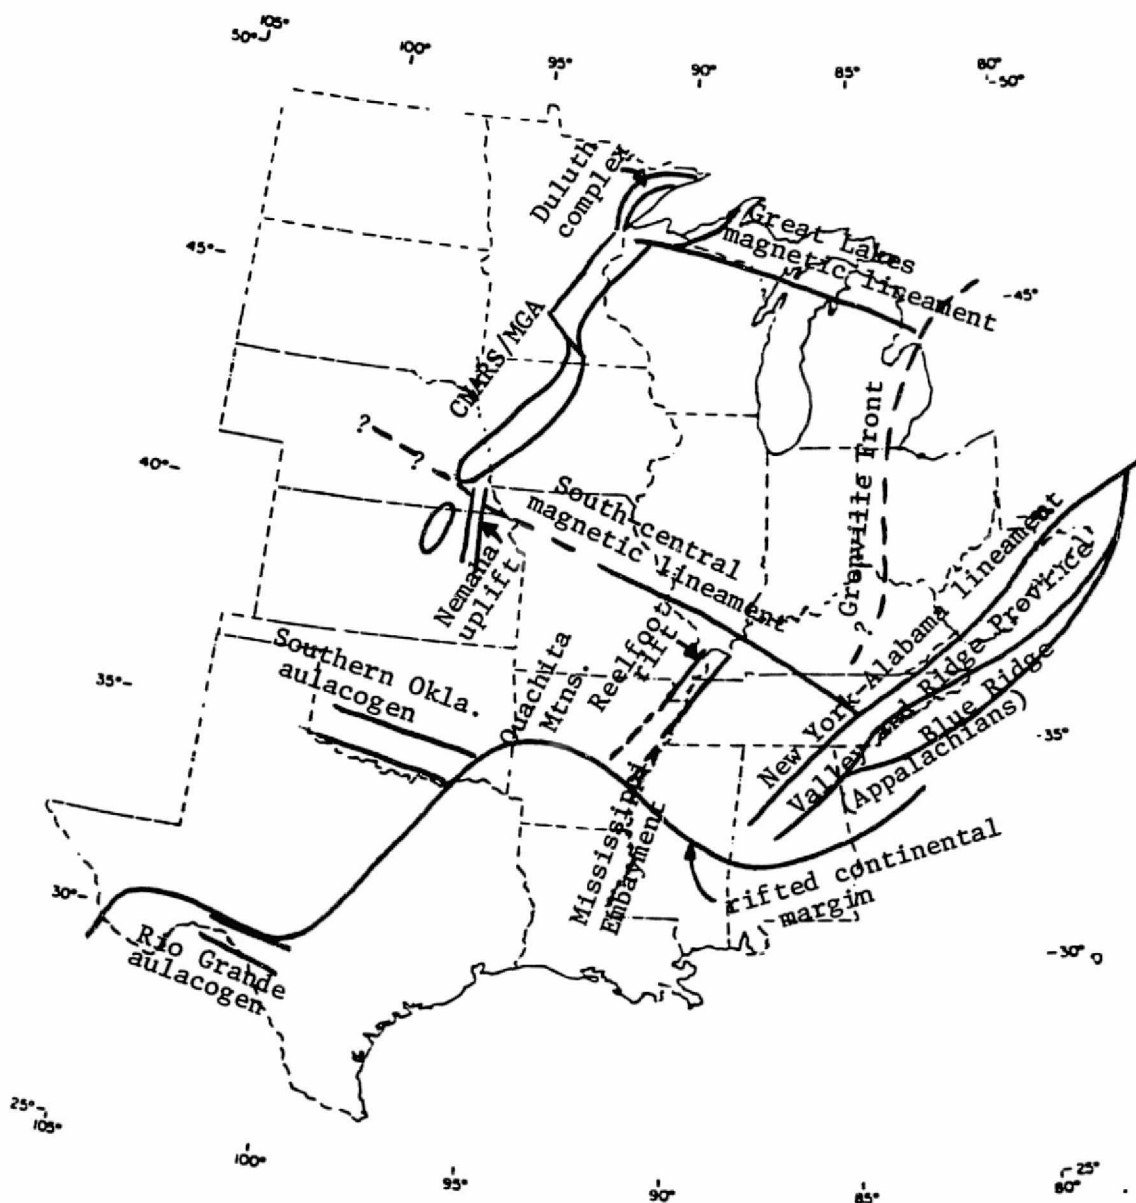 105°
50°
100°
95°
90°
85°
80°
50°
Duluth
complex
Great Lakes
magnetic lineament
45°
45°
CNARS/MGA
Grenville Front
?
?
40°
South-central
magnetic lineament
Nemaha
uplift
New York-Alabama lineament
Valley and Ridge Province
Blue Ridge
(Appalachians)
?
Reelfoot
rift
Ouachita
Mtns.
Southern Okla.
aulacogen
35°
35°
Mississippi
Embayment
rifted continental
margin
30°
30°
Rio Grande
aulacogen
25°
105°
100°
95°
90°
85°
80°
25°